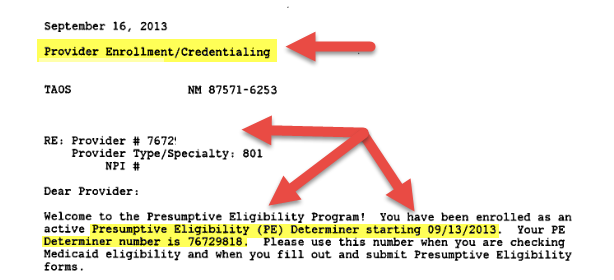 September 16, 2013
Provider Enrollment/Credentialing
TAOS NM 87571-6253
RE: Provider # 7672
Provider Type/Specialty: 801
NPI #
Dear Provider:
Welcome to the Presumptive Eligibility Program! You have been enrolled as an
active Presumptive Eligibility (PE) Determiner starting 09/13/2013. Your PE
Determiner number is 76729818. Please use this number when you are checking
Medicaid eligibility and when you fill out and submit Presumptive Eligibility
forms.